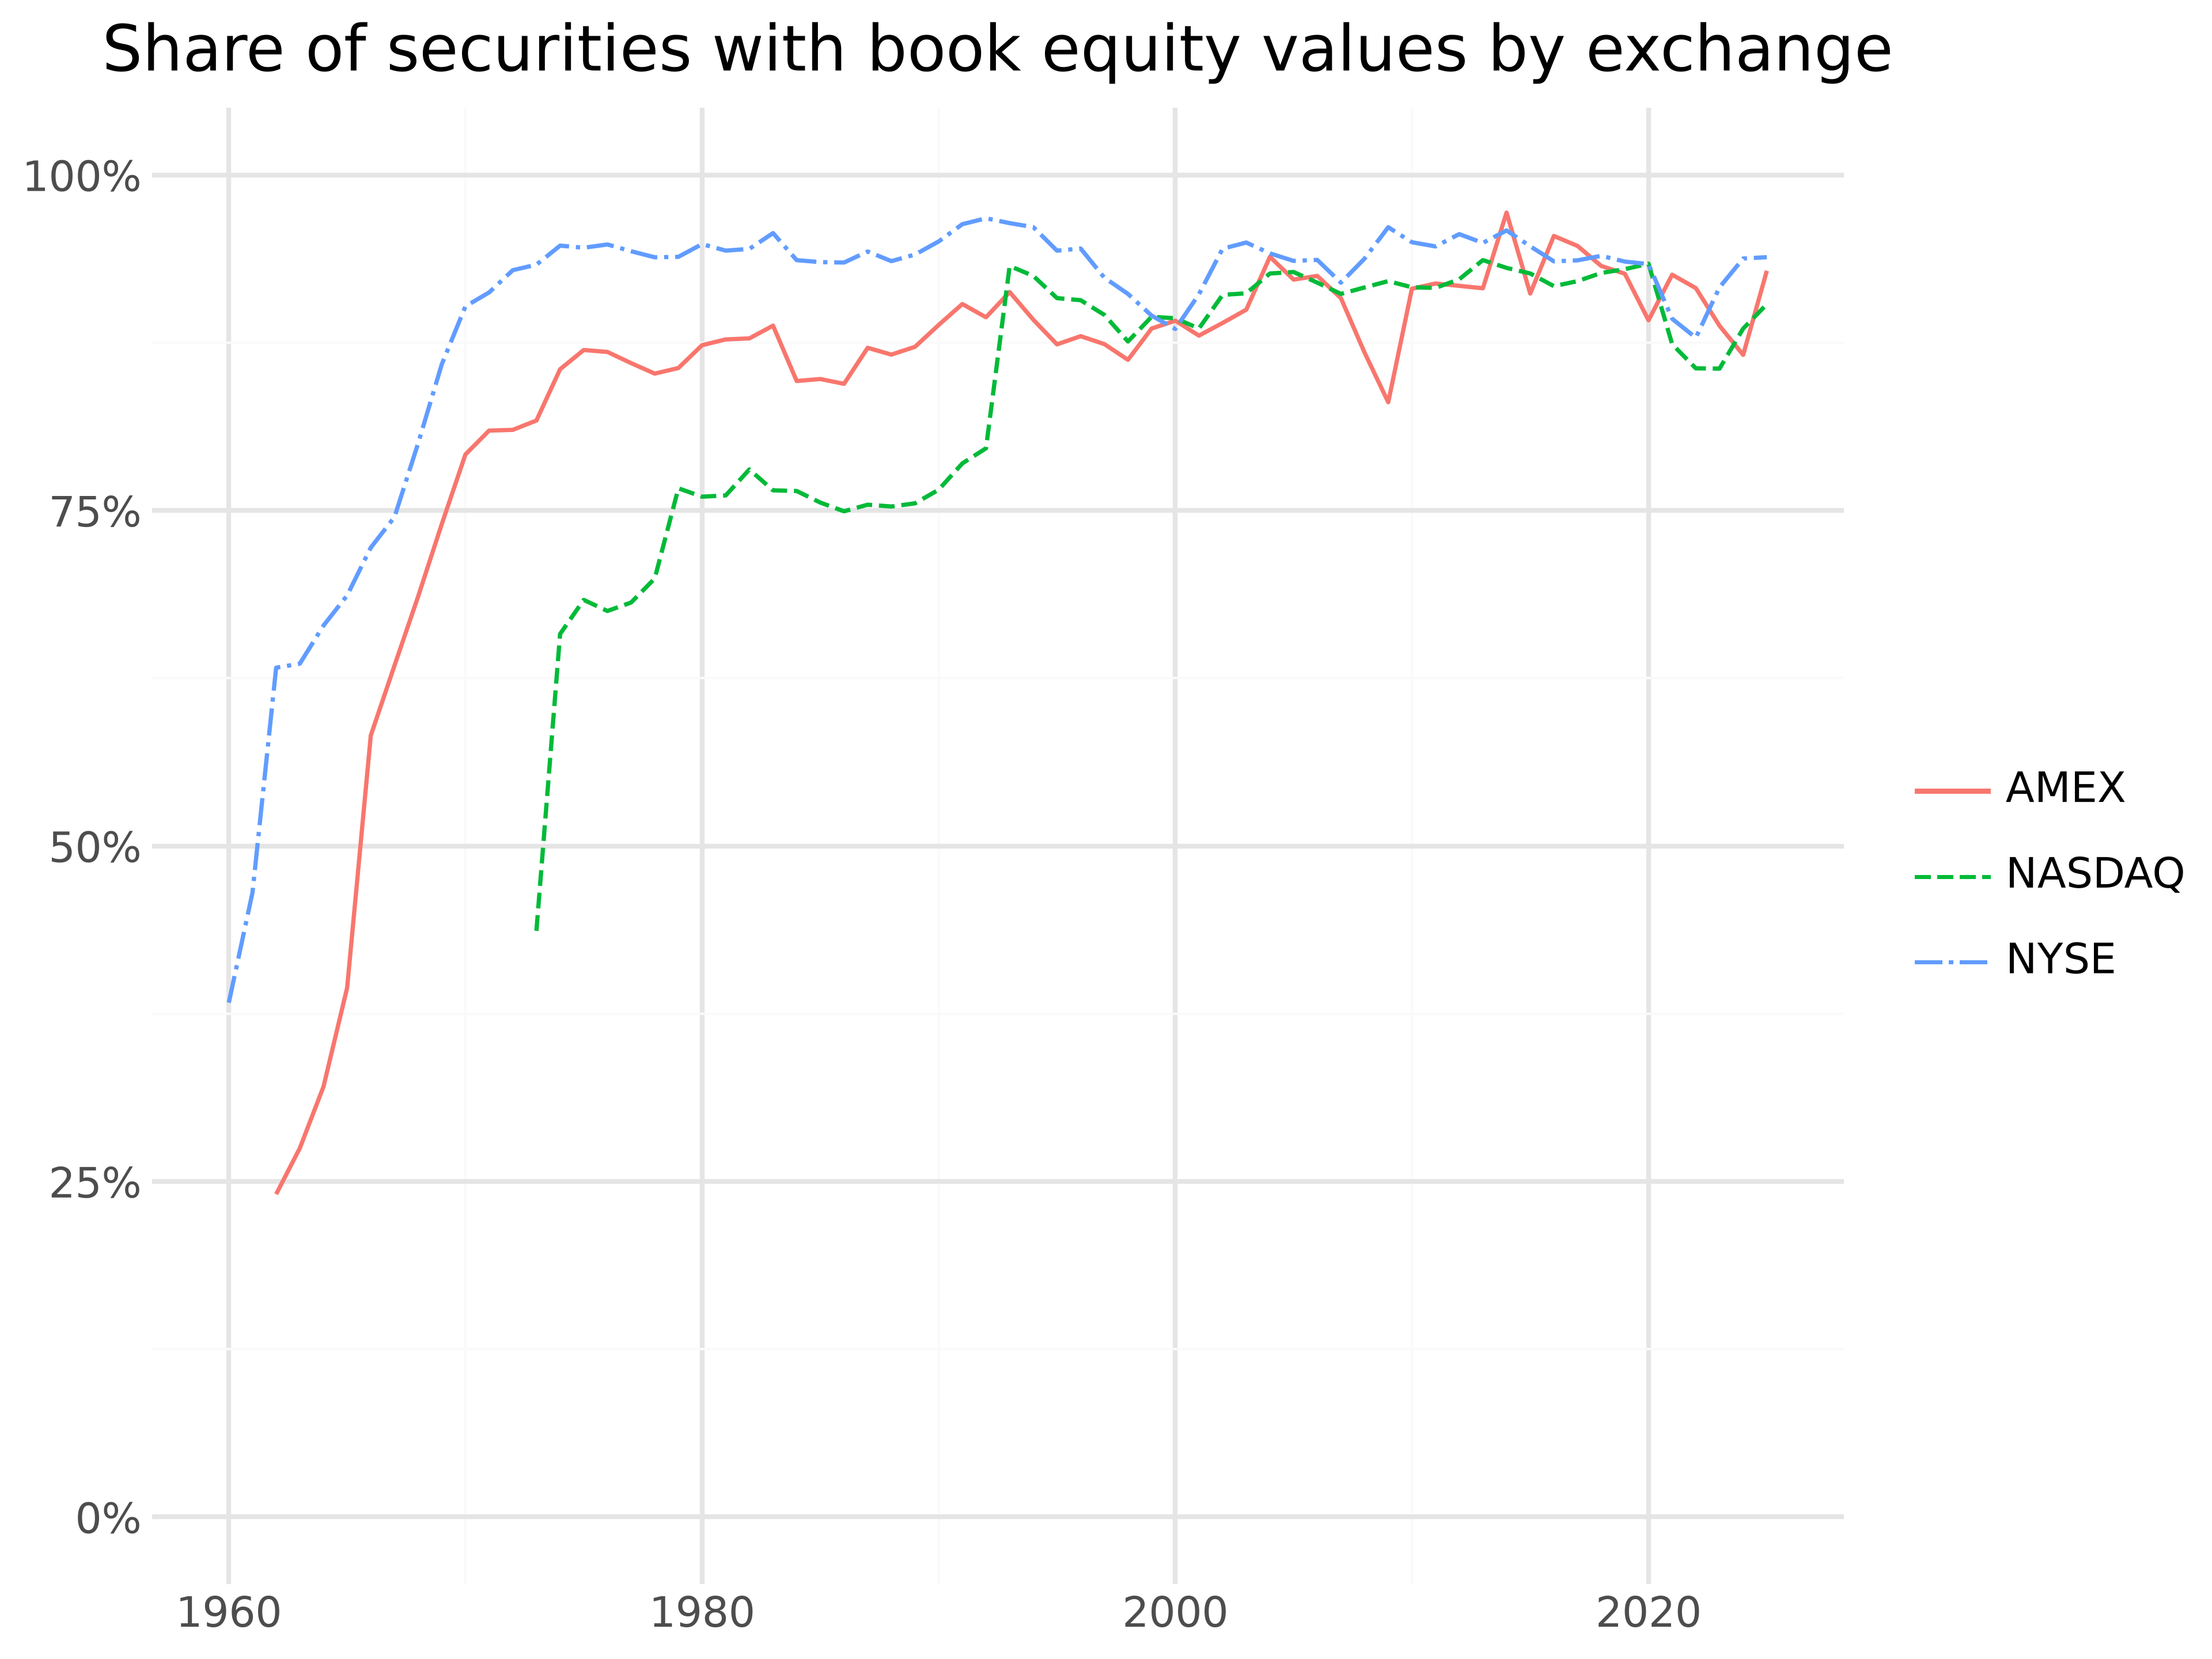 Share of securities with book equity values by exchange
100%
75%
50%
25%
0%
1960
1980
2000
2020
AMEX
NASDAQ
NYSE